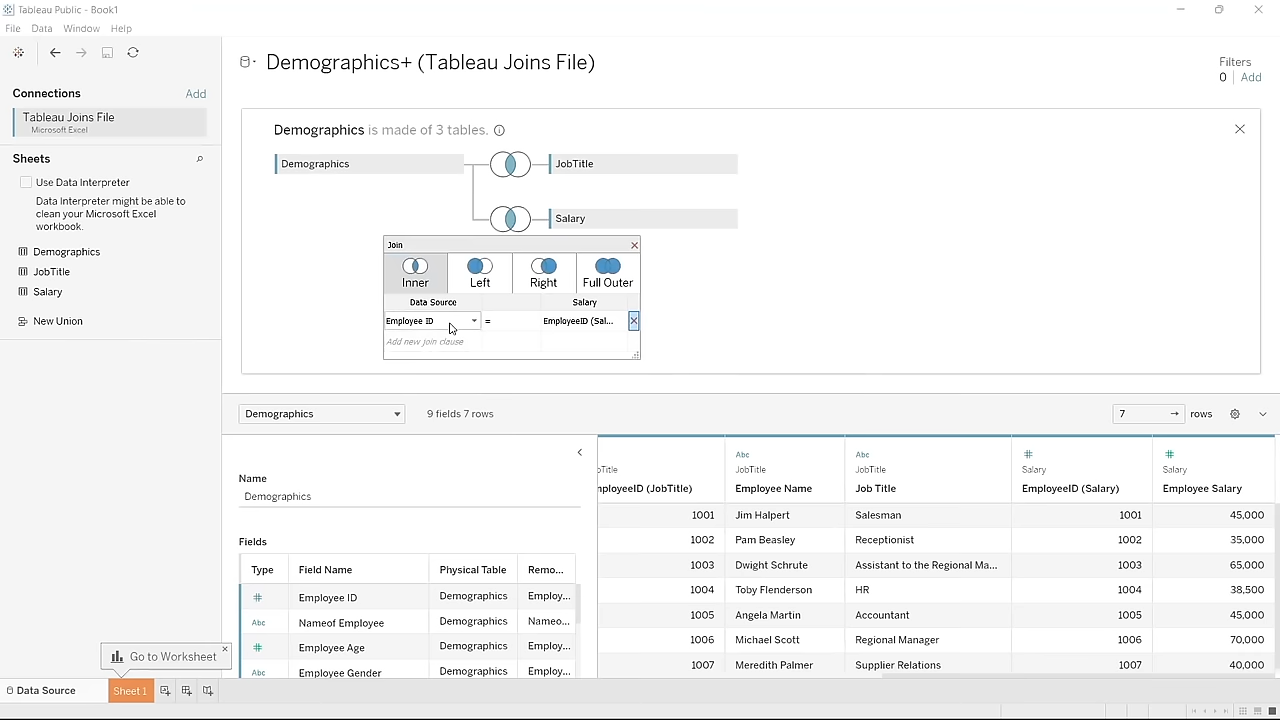 Tableau Public - Book1
File Data Window Help
Connections Add
Tableau Joins File
Microsoft Excel
Sheets
Use Data Interpreter
Data Interpreter might be able to
clean your Microsoft Excel
workbook.
Demographics
JobTitle
Salary
New Union
Demographics+ (Tableau Joins File)
Filters
0 | Add
Demographics is made of 3 tables.
Demographics JobTitle
Salary
Join
Inner Left Right Full Outer
Data Source Salary
Employee ID = EmployeeID (Sal...
Add new join clause
Demographics 9 fields 7 rows 7 → rows
Name
Demographics
Fields
Type Field Name Physical Table Remo...
# Employee ID Demographics Employ...
Abc Nameof Employee Demographics Nameo...
# Employee Age Demographics Employ...
Abc Employee Gender Demographics Employ...
Abc Abc # #
oTitle JobTitle JobTitle Salary Salary
nployeeID (JobTitle) Employee Name Job Title EmployeeID (Salary) Employee Salary
1001 Jim Halpert Salesman 1001 45,000
1002 Pam Beasley Receptionist 1002 35,000
1003 Dwight Schrute Assistant to the Regional Ma... 1003 65,000
1004 Toby Flenderson HR 1004 38,500
1005 Angela Martin Accountant 1005 45,000
1006 Michael Scott Regional Manager 1006 70,000
1007 Meredith Palmer Supplier Relations 1007 40,000
Go to Worksheet
Data Source Sheet 1